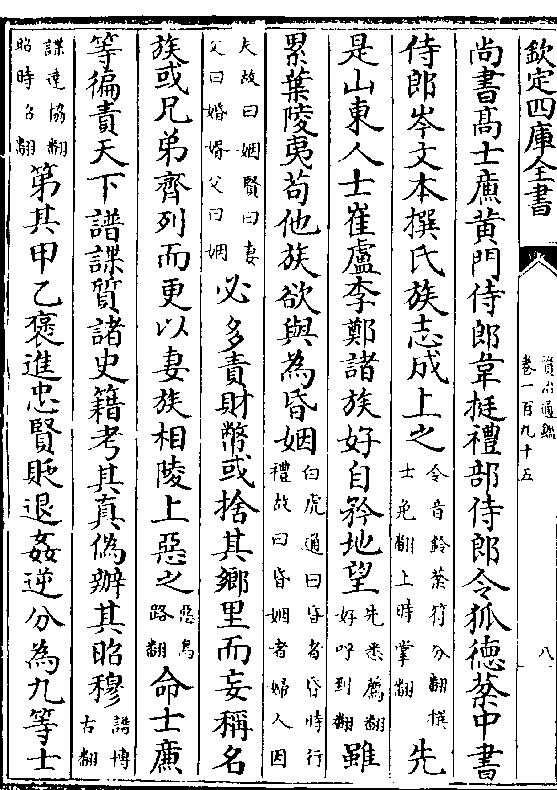 欽定四庫全書
資治通鑑
卷一百九十五
八
尚書髙士㢘黄門侍郎韋挺禮部侍郎令狐徳棻中書
侍郎岑文本撰氏族志成上之令音鈴棻符分翻撰士免翻上時掌翻先
是山東人士崔盧李鄭諸族好自矜地望先悉薦翻好呼到翻雖
累葉陵夷苟他族欲與為昏姻白虎通曰昏者昏時行禮故曰昏姻者婦人因
夫故曰姻賢曰妻父曰婚婿父曰姻必多責財幣或捨其鄉里而妄稱名
族或兄弟齊列而更以妻族相陵上惡之惡烏路翻命士㢘
等徧責天下譜諜質諸史籍考其真偽辦其昭穆譜博古翻
諜達協翻昭時召翻第其甲乙褒進忠賢貶退姦逆分為九等士